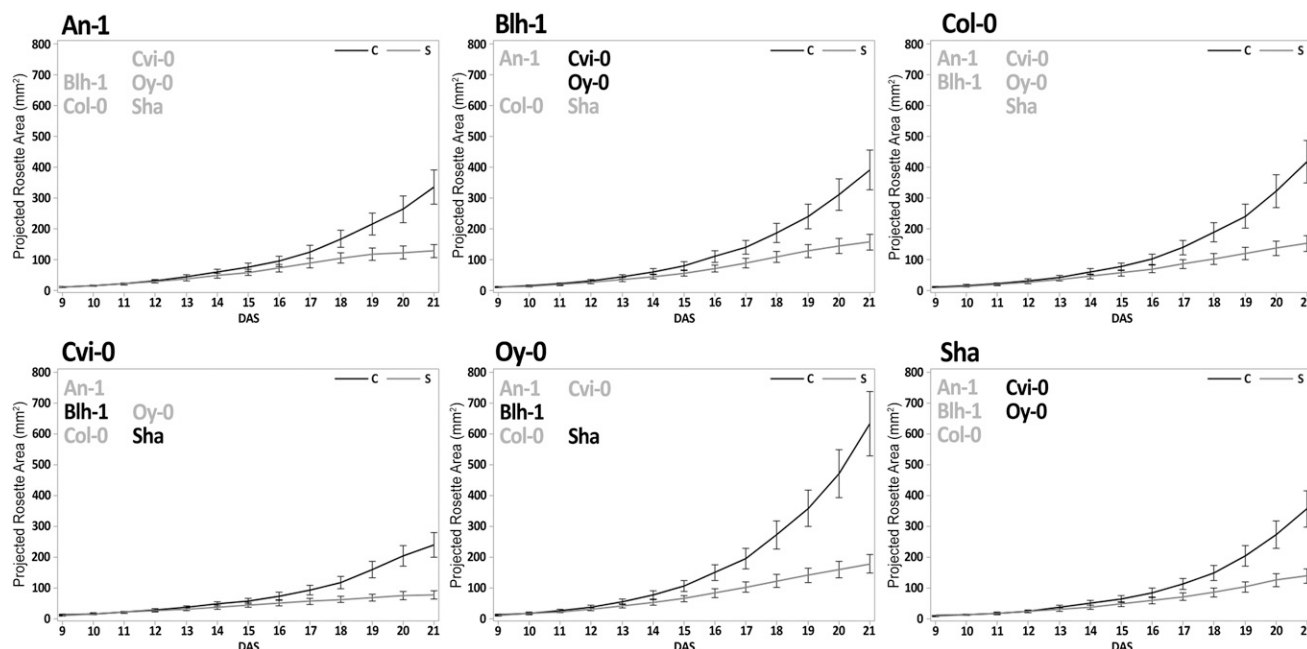 An-1
C S
Cvi-0
Blh-1 Oy-0
Col-0 Sha
Projected Rosette Area (mm²)
800
700
600
500
400
300
200
100
0
9 10 11 12 13 14 15 16 17 18 19 20 21
DAS
Blh-1
C S
An-1 Cvi-0
Oy-0
Col-0 Sha
Projected Rosette Area (mm²)
800
700
600
500
400
300
200
100
0
9 10 11 12 13 14 15 16 17 18 19 20 21
DAS
Col-0
C S
An-1 Cvi-0
Blh-1 Oy-0
Sha
Projected Rosette Area (mm²)
800
700
600
500
400
300
200
100
0
9 10 11 12 13 14 15 16 17 18 19 20
DAS
Cvi-0
C S
An-1
Blh-1 Oy-0
Col-0 Sha
Projected Rosette Area (mm²)
800
700
600
500
400
300
200
100
0
9 10 11 12 13 14 15 16 17 18 19 20 21
DAS
Oy-0
C S
An-1 Cvi-0
Blh-1
Col-0 Sha
Projected Rosette Area (mm²)
800
700
600
500
400
300
200
100
0
9 10 11 12 13 14 15 16 17 18 19 20 21
DAS
Sha
C S
An-1 Cvi-0
Blh-1 Oy-0
Col-0
Projected Rosette Area (mm²)
800
700
600
500
400
300
200
100
0
9 10 11 12 13 14 15 16 17 18 19 20
DAS